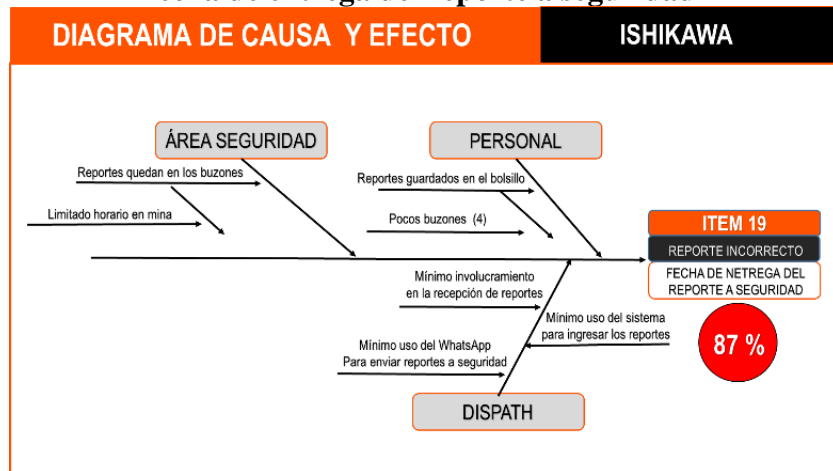 DIAGRAMA DE CAUSA Y EFECTO
ISHIKAWA
ÁREA SEGURIDAD
PERSONAL
Reportes quedan en los buzones
Reportes guardados en el bolsillo
Limitado horario en mina
Pocos buzones (4)
ITEM 19
REPORTE INCORRECTO
FECHA DE NETREGA DEL
REPORTE A SEGURIDAD
Mínimo involucramiento
en la recepción de reportes
Mínimo uso del sistema
para ingresar los reportes
87 %
Mínimo uso del WhatsApp
Para enviar reportes a seguridad
DISPATH